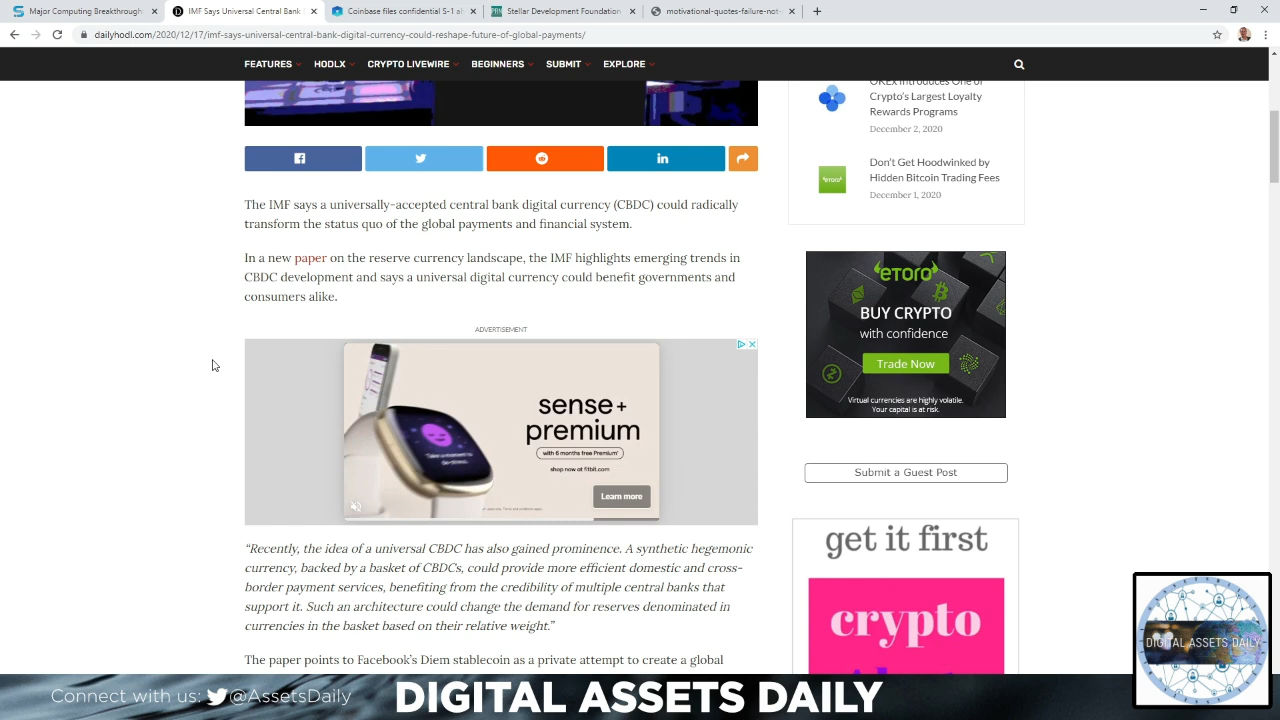 Major Computing Breakthrough:
IMF Says Universal Central Bank
Coinbase files confidential S-1
Stellar Development Foundation
motivational-quotes-failure-not-
dailyhodl.com/2020/12/17/imf-says-universal-central-bank-digital-currency-could-reshape-future-of-global-payments/
FEATURES HODLX CRYPTO LIVEWIRE BEGINNERS SUBMIT EXPLORE
OKEx Introduces One of
Crypto's Largest Loyalty
Rewards Programs
December 2, 2020
Don't Get Hoodwinked by
Hidden Bitcoin Trading Fees
December 1, 2020
etoro
The IMF says a universally-accepted central bank digital currency (CBDC) could radically
transform the status quo of the global payments and financial system.
In a new paper on the reserve currency landscape, the IMF highlights emerging trends in
CBDC development and says a universal digital currency could benefit governments and
consumers alike.
ADVERTISEMENT
sense+
premium
with 6 months free Premium*
shop now at fitbit.com
Learn more
"Recently, the idea of a universal CBDC has also gained prominence. A synthetic hegemonic
currency, backed by a basket of CBDCs, could provide more efficient domestic and cross-
border payment services, benefiting from the credibility of multiple central banks that
support it. Such an architecture could change the demand for reserves denominated in
currencies in the basket based on their relative weight."
The paper points to Facebook's Diem stablecoin as a private attempt to create a global
etoro
BUY CRYPTO
with confidence
Trade Now
Virtual currencies are highly volatile.
Your capital is at risk.
Submit a Guest Post
get it first
crypto
DIGITAL ASSETS DAILY
Connect with us: @AssetsDaily
DIGITAL ASSETS DAILY